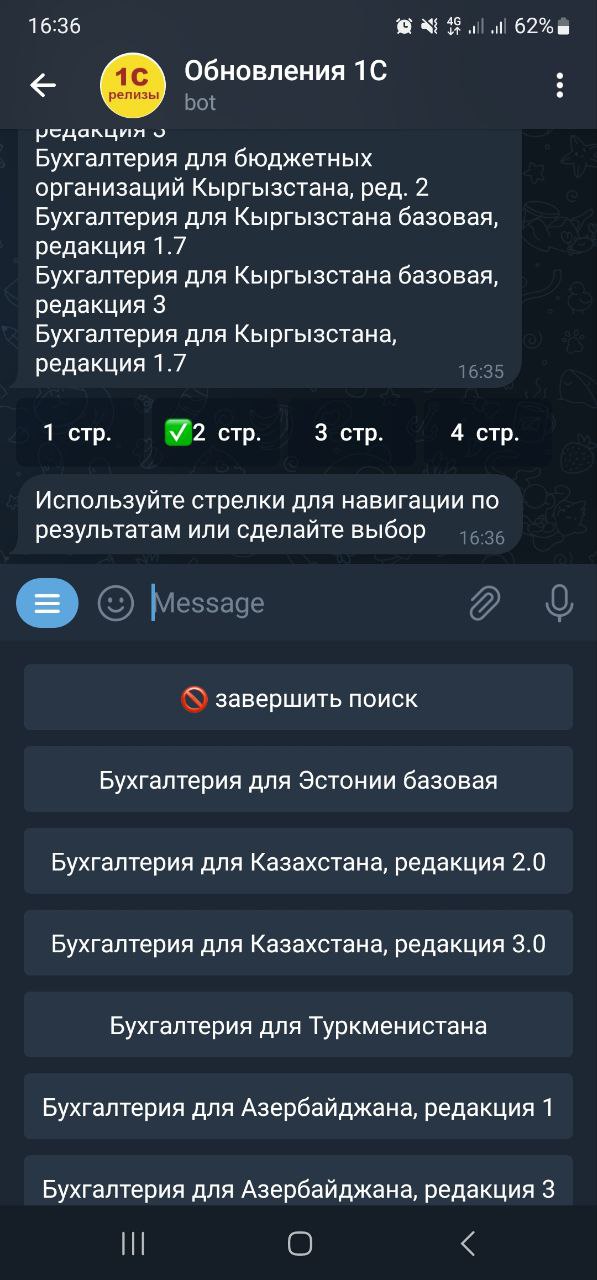 16:36
4G
62%
1С
релизы
Обновления 1С
bot
редакция 3
Бухгалтерия для бюджетных
организаций Кыргызстана, ред. 2
Бухгалтерия для Кыргызстана базовая,
редакция 1.7
Бухгалтерия для Кыргызстана базовая,
редакция 3
Бухгалтерия для Кыргызстана,
редакция 1.7
16:35
1 стр.
2 стр.
3 стр.
4 стр.
Используйте стрелки для навигации по
результатам или сделайте выбор
16:36
Message
завершить поиск
Бухгалтерия для Эстонии базовая
Бухгалтерия для Казахстана, редакция 2.0
Бухгалтерия для Казахстана, редакция 3.0
Бухгалтерия для Туркменистана
Бухгалтерия для Азербайджана, редакция 1
Бухгалтерия для Азербайджана, редакция 3